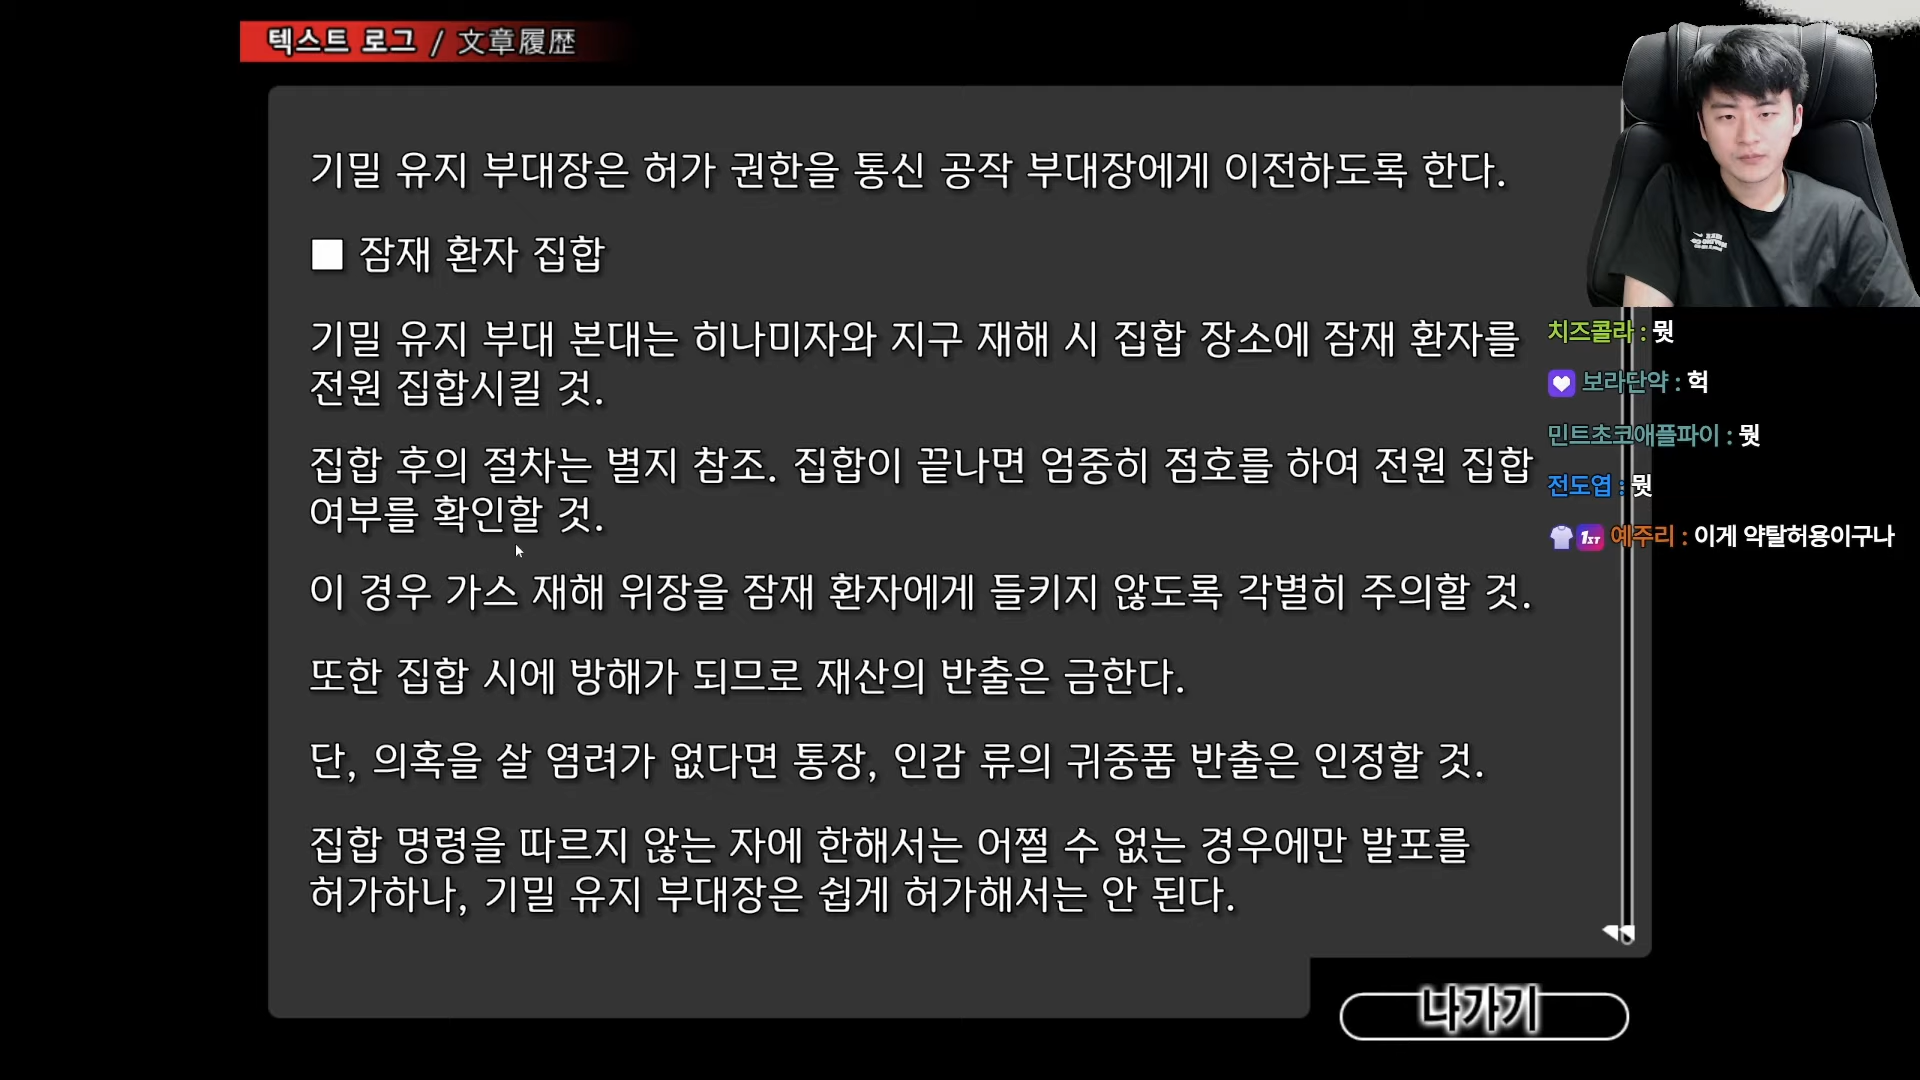 텍스트 로그 / 文章履歴
기밀 유지 부대장은 허가 권한을 통신 공작 부대장에게 이전하도록 한다.
■ 잠재 환자 집합
기밀 유지 부대 본대는 히나미자와 지구 재해 시 집합 장소에 잠재 환자를
전원 집합시킬 것.
집합 후의 절차는 별지 참조. 집합이 끝나면 엄중히 점호를 하여 전원 집합
여부를 확인할 것.
이 경우 가스 재해 위장을 잠재 환자에게 들키지 않도록 각별히 주의할 것.
또한 집합 시에 방해가 되므로 재산의 반출은 금한다.
단, 의혹을 살 염려가 없다면 통장, 인감 류의 귀중품 반출은 인정할 것.
집합 명령을 따르지 않는 자에 한해서는 어쩔 수 없는 경우에만 발포를
허가하나, 기밀 유지 부대장은 쉽게 허가해서는 안 된다.
나가기
치즈콜라 : 뭣
보라단약 : 헉
민트초코애플파이 : 뭣
전도엽 : 뭣
1ST 예주리 : 이게 약탈허용이구나